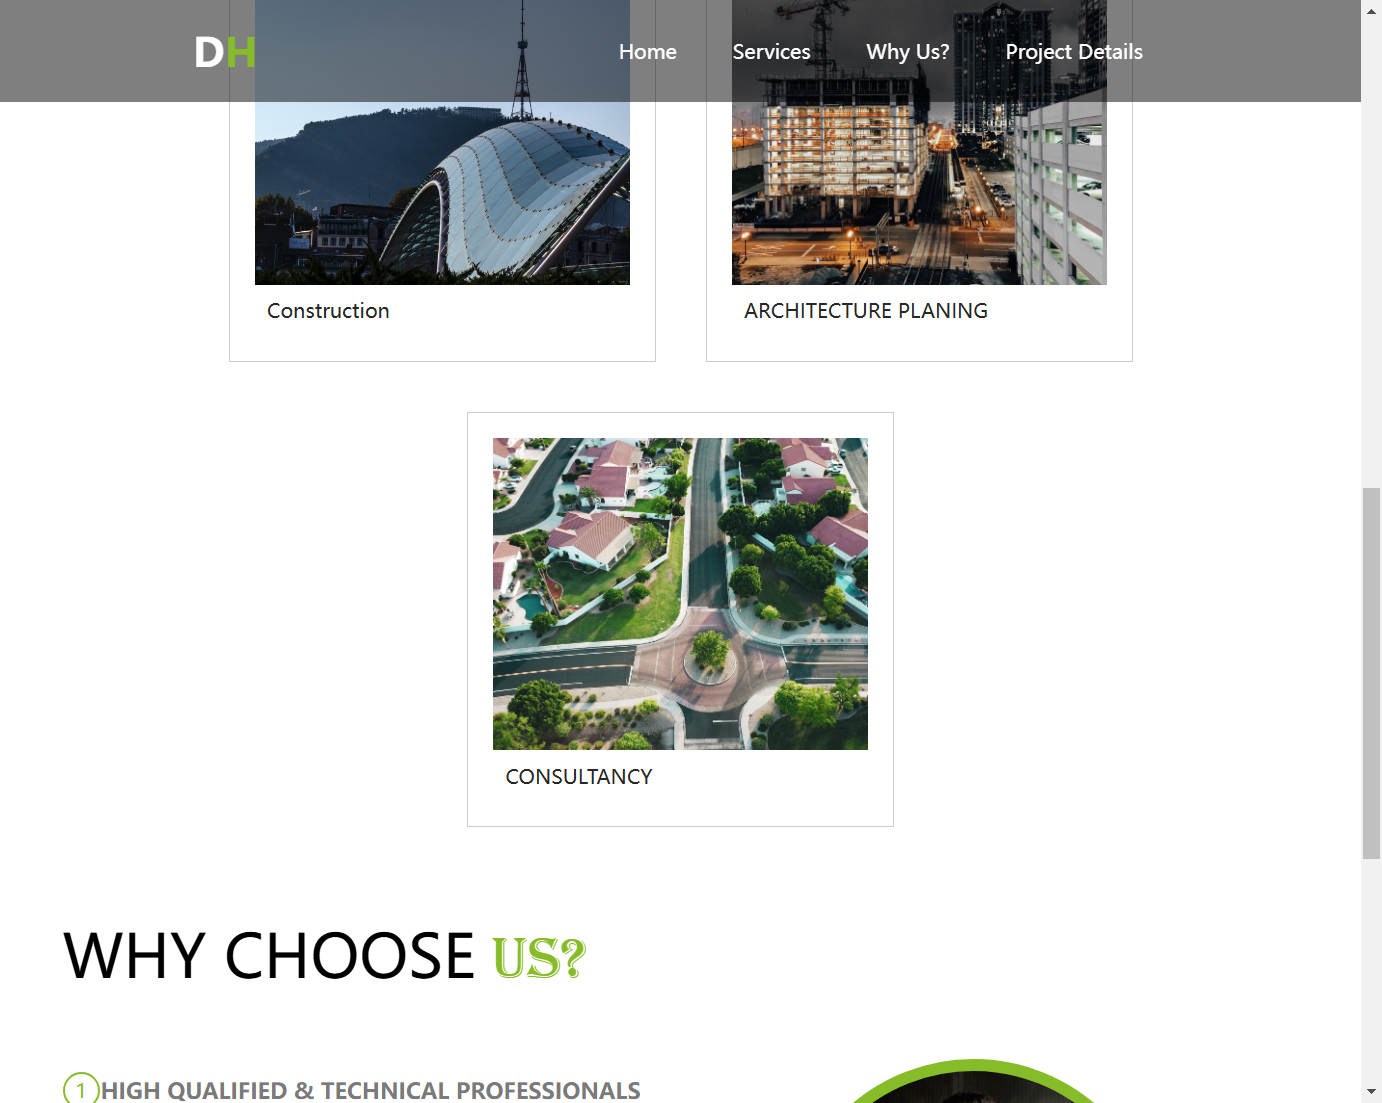 DH
Home Services Why Us? Project Details
Construction
ARCHITECTURE PLANING
CONSULTANCY
WHY CHOOSE US?
1 HIGH QUALIFIED & TECHNICAL PROFESSIONALS